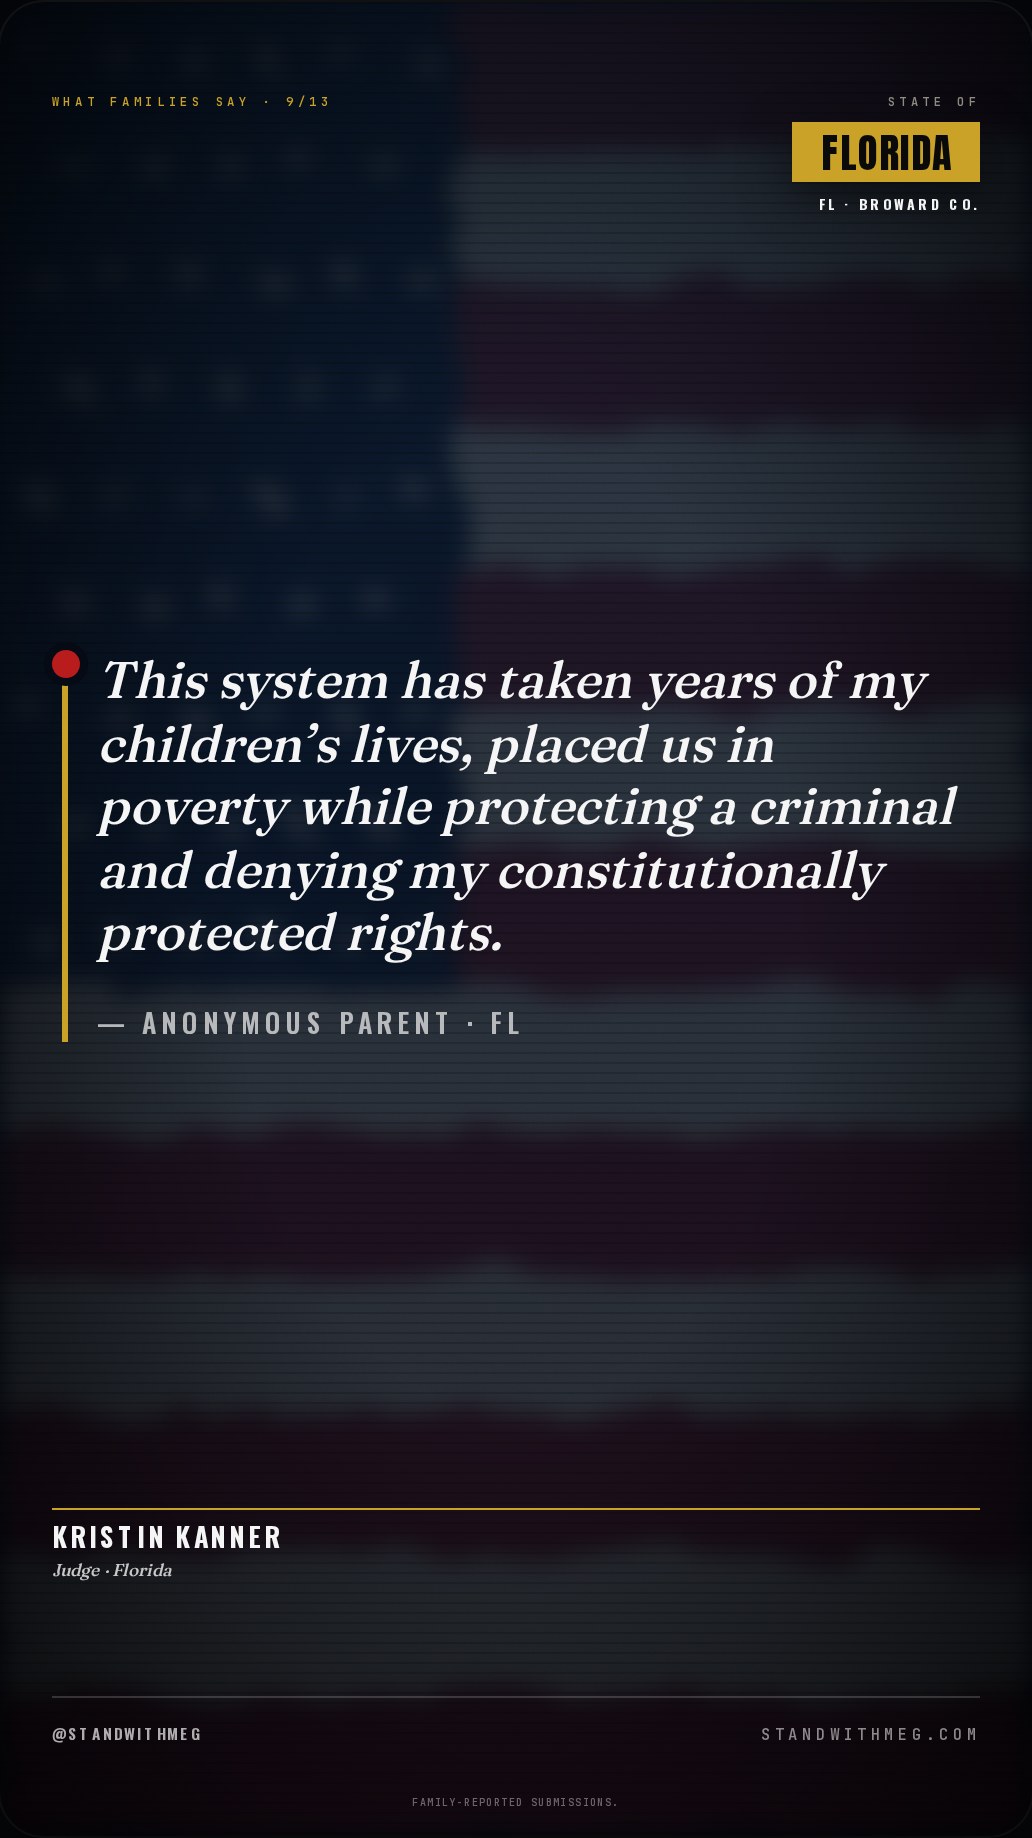 WHAT FAMILIES SAY · 9/13
STATE OF
FLORIDA
FL · BROWARD CO.
This system has taken years of my
children’s lives, placed us in
poverty while protecting a criminal
and denying my constitutionally
protected rights.
— ANONYMOUS PARENT · FL
KRISTIN KANNER
Judge · Florida
@STANDWITHMEG
STANDWITHMEG.COM
FAMILY-REPORTED SUBMISSIONS.